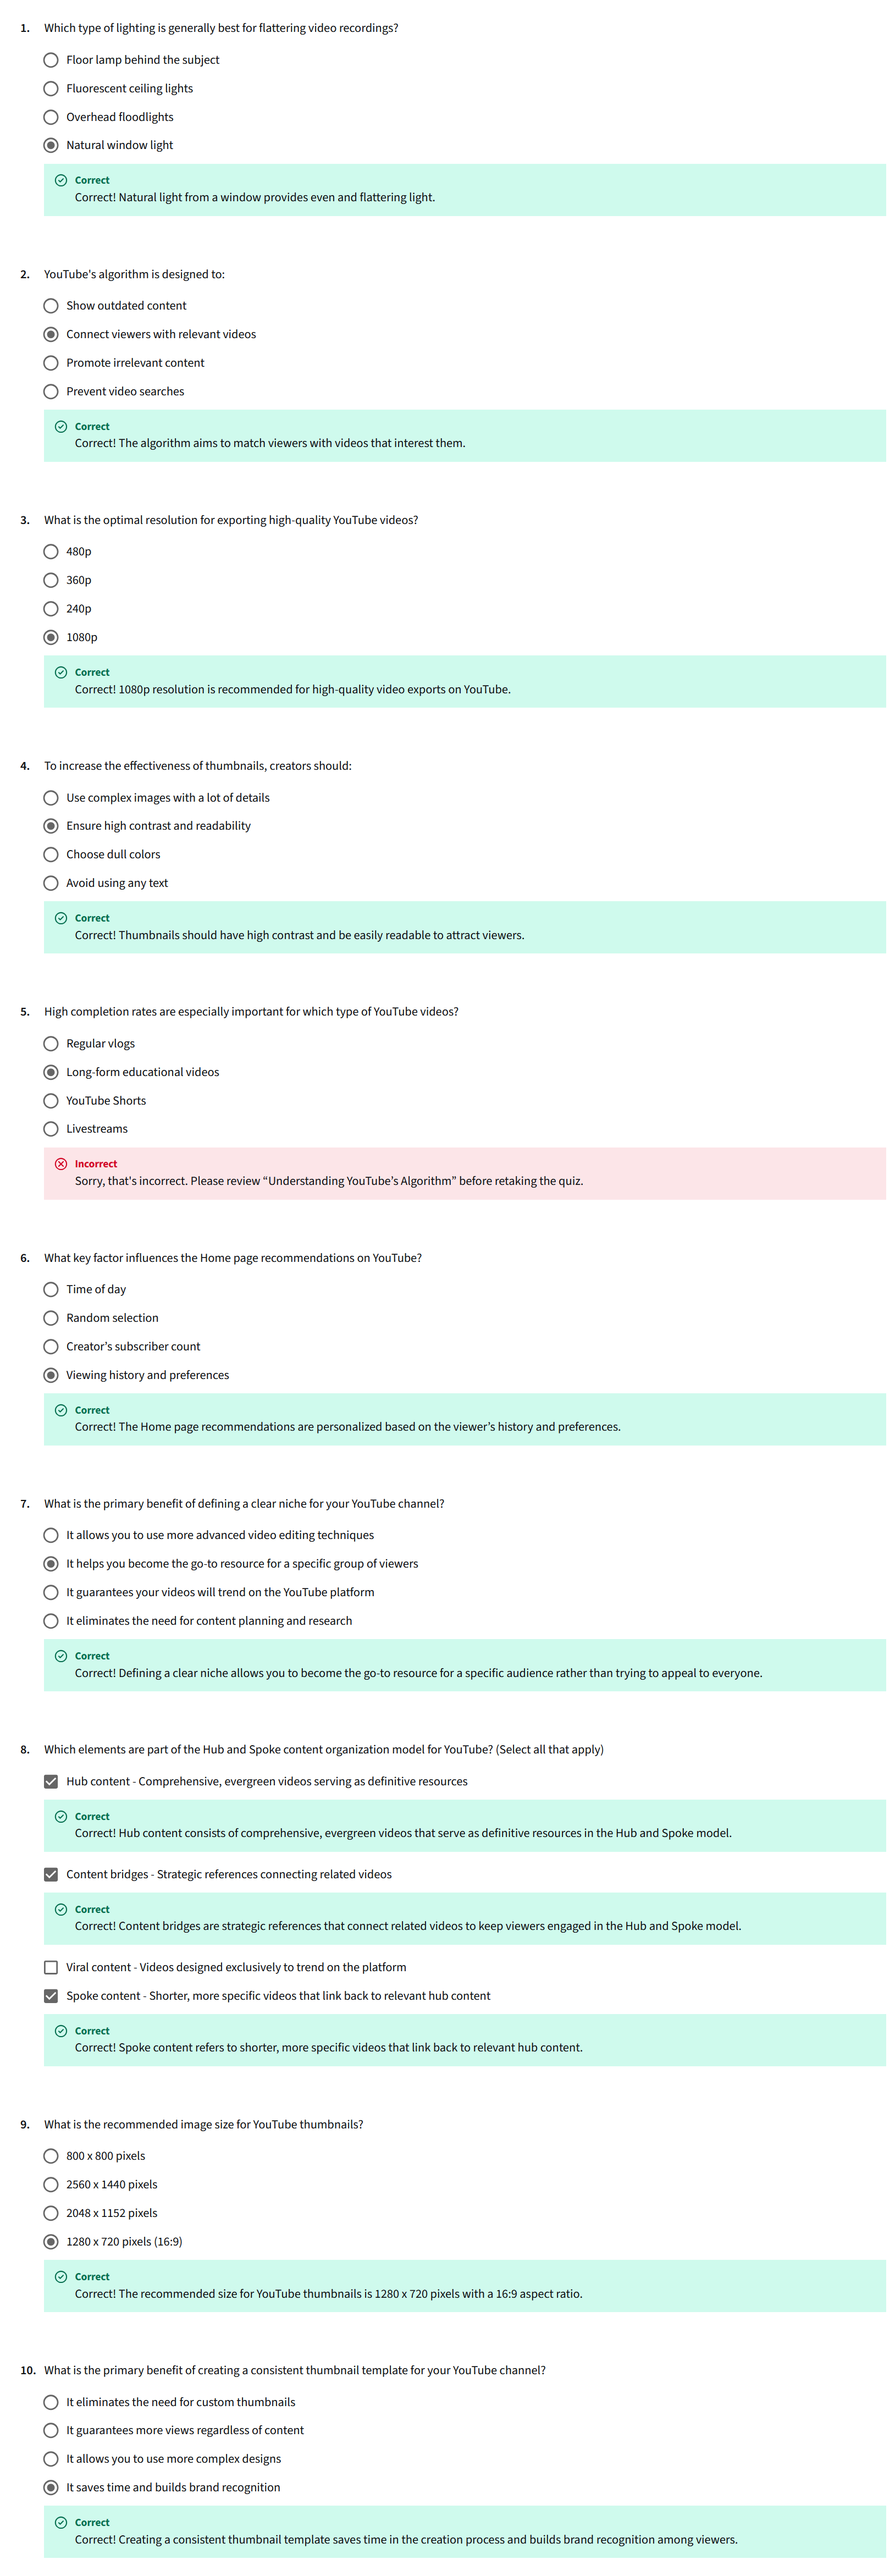 1. Which type of lighting is generally best for flattering video recordings?
Floor lamp behind the subject
Fluorescent ceiling lights
Overhead floodlights
Natural window light
Correct
Correct! Natural light from a window provides even and flattering light.
2. YouTube's algorithm is designed to:
Show outdated content
Connect viewers with relevant videos
Promote irrelevant content
Prevent video searches
Correct
Correct! The algorithm aims to match viewers with videos that interest them.
3. What is the optimal resolution for exporting high-quality YouTube videos?
480p
360p
240p
1080p
Correct
Correct! 1080p resolution is recommended for high-quality video exports on YouTube.
4. To increase the effectiveness of thumbnails, creators should:
Use complex images with a lot of details
Ensure high contrast and readability
Choose dull colors
Avoid using any text
Correct
Correct! Thumbnails should have high contrast and be easily readable to attract viewers.
5. High completion rates are especially important for which type of YouTube videos?
Regular vlogs
Long-form educational videos
YouTube Shorts
Livestreams
Incorrect
Sorry, that's incorrect. Please review “Understanding YouTube’s Algorithm” before retaking the quiz.
6. What key factor influences the Home page recommendations on YouTube?
Time of day
Random selection
Creator’s subscriber count
Viewing history and preferences
Correct
Correct! The Home page recommendations are personalized based on the viewer’s history and preferences.
7. What is the primary benefit of defining a clear niche for your YouTube channel?
It allows you to use more advanced video editing techniques
It helps you become the go-to resource for a specific group of viewers
It guarantees your videos will trend on the YouTube platform
It eliminates the need for content planning and research
Correct
Correct! Defining a clear niche allows you to become the go-to resource for a specific audience rather than trying to appeal to everyone.
8. Which elements are part of the Hub and Spoke content organization model for YouTube? (Select all that apply)
Hub content - Comprehensive, evergreen videos serving as definitive resources
Correct
Correct! Hub content consists of comprehensive, evergreen videos that serve as definitive resources in the Hub and Spoke model.
Content bridges - Strategic references connecting related videos
Correct
Correct! Content bridges are strategic references that connect related videos to keep viewers engaged in the Hub and Spoke model.
Viral content - Videos designed exclusively to trend on the platform
Spoke content - Shorter, more specific videos that link back to relevant hub content
Correct
Correct! Spoke content refers to shorter, more specific videos that link back to relevant hub content.
9. What is the recommended image size for YouTube thumbnails?
800 x 800 pixels
2560 x 1440 pixels
2048 x 1152 pixels
1280 x 720 pixels (16:9)
Correct
Correct! The recommended size for YouTube thumbnails is 1280 x 720 pixels with a 16:9 aspect ratio.
10. What is the primary benefit of creating a consistent thumbnail template for your YouTube channel?
It eliminates the need for custom thumbnails
It guarantees more views regardless of content
It allows you to use more complex designs
It saves time and builds brand recognition
Correct
Correct! Creating a consistent thumbnail template saves time in the creation process and builds brand recognition among viewers.